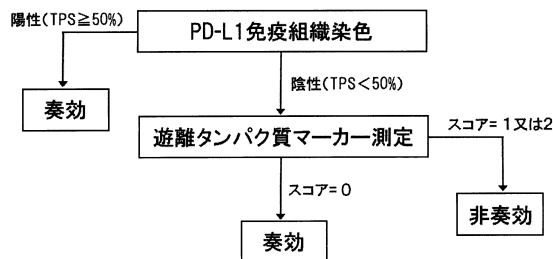 陽性(TPS≧50%)
PD-L1免疫組織染色
奏効
陰性(TPS<50%)
遊離タンパク質マーカー測定
スコア=1又は2
スコア=0
非奏効
奏効